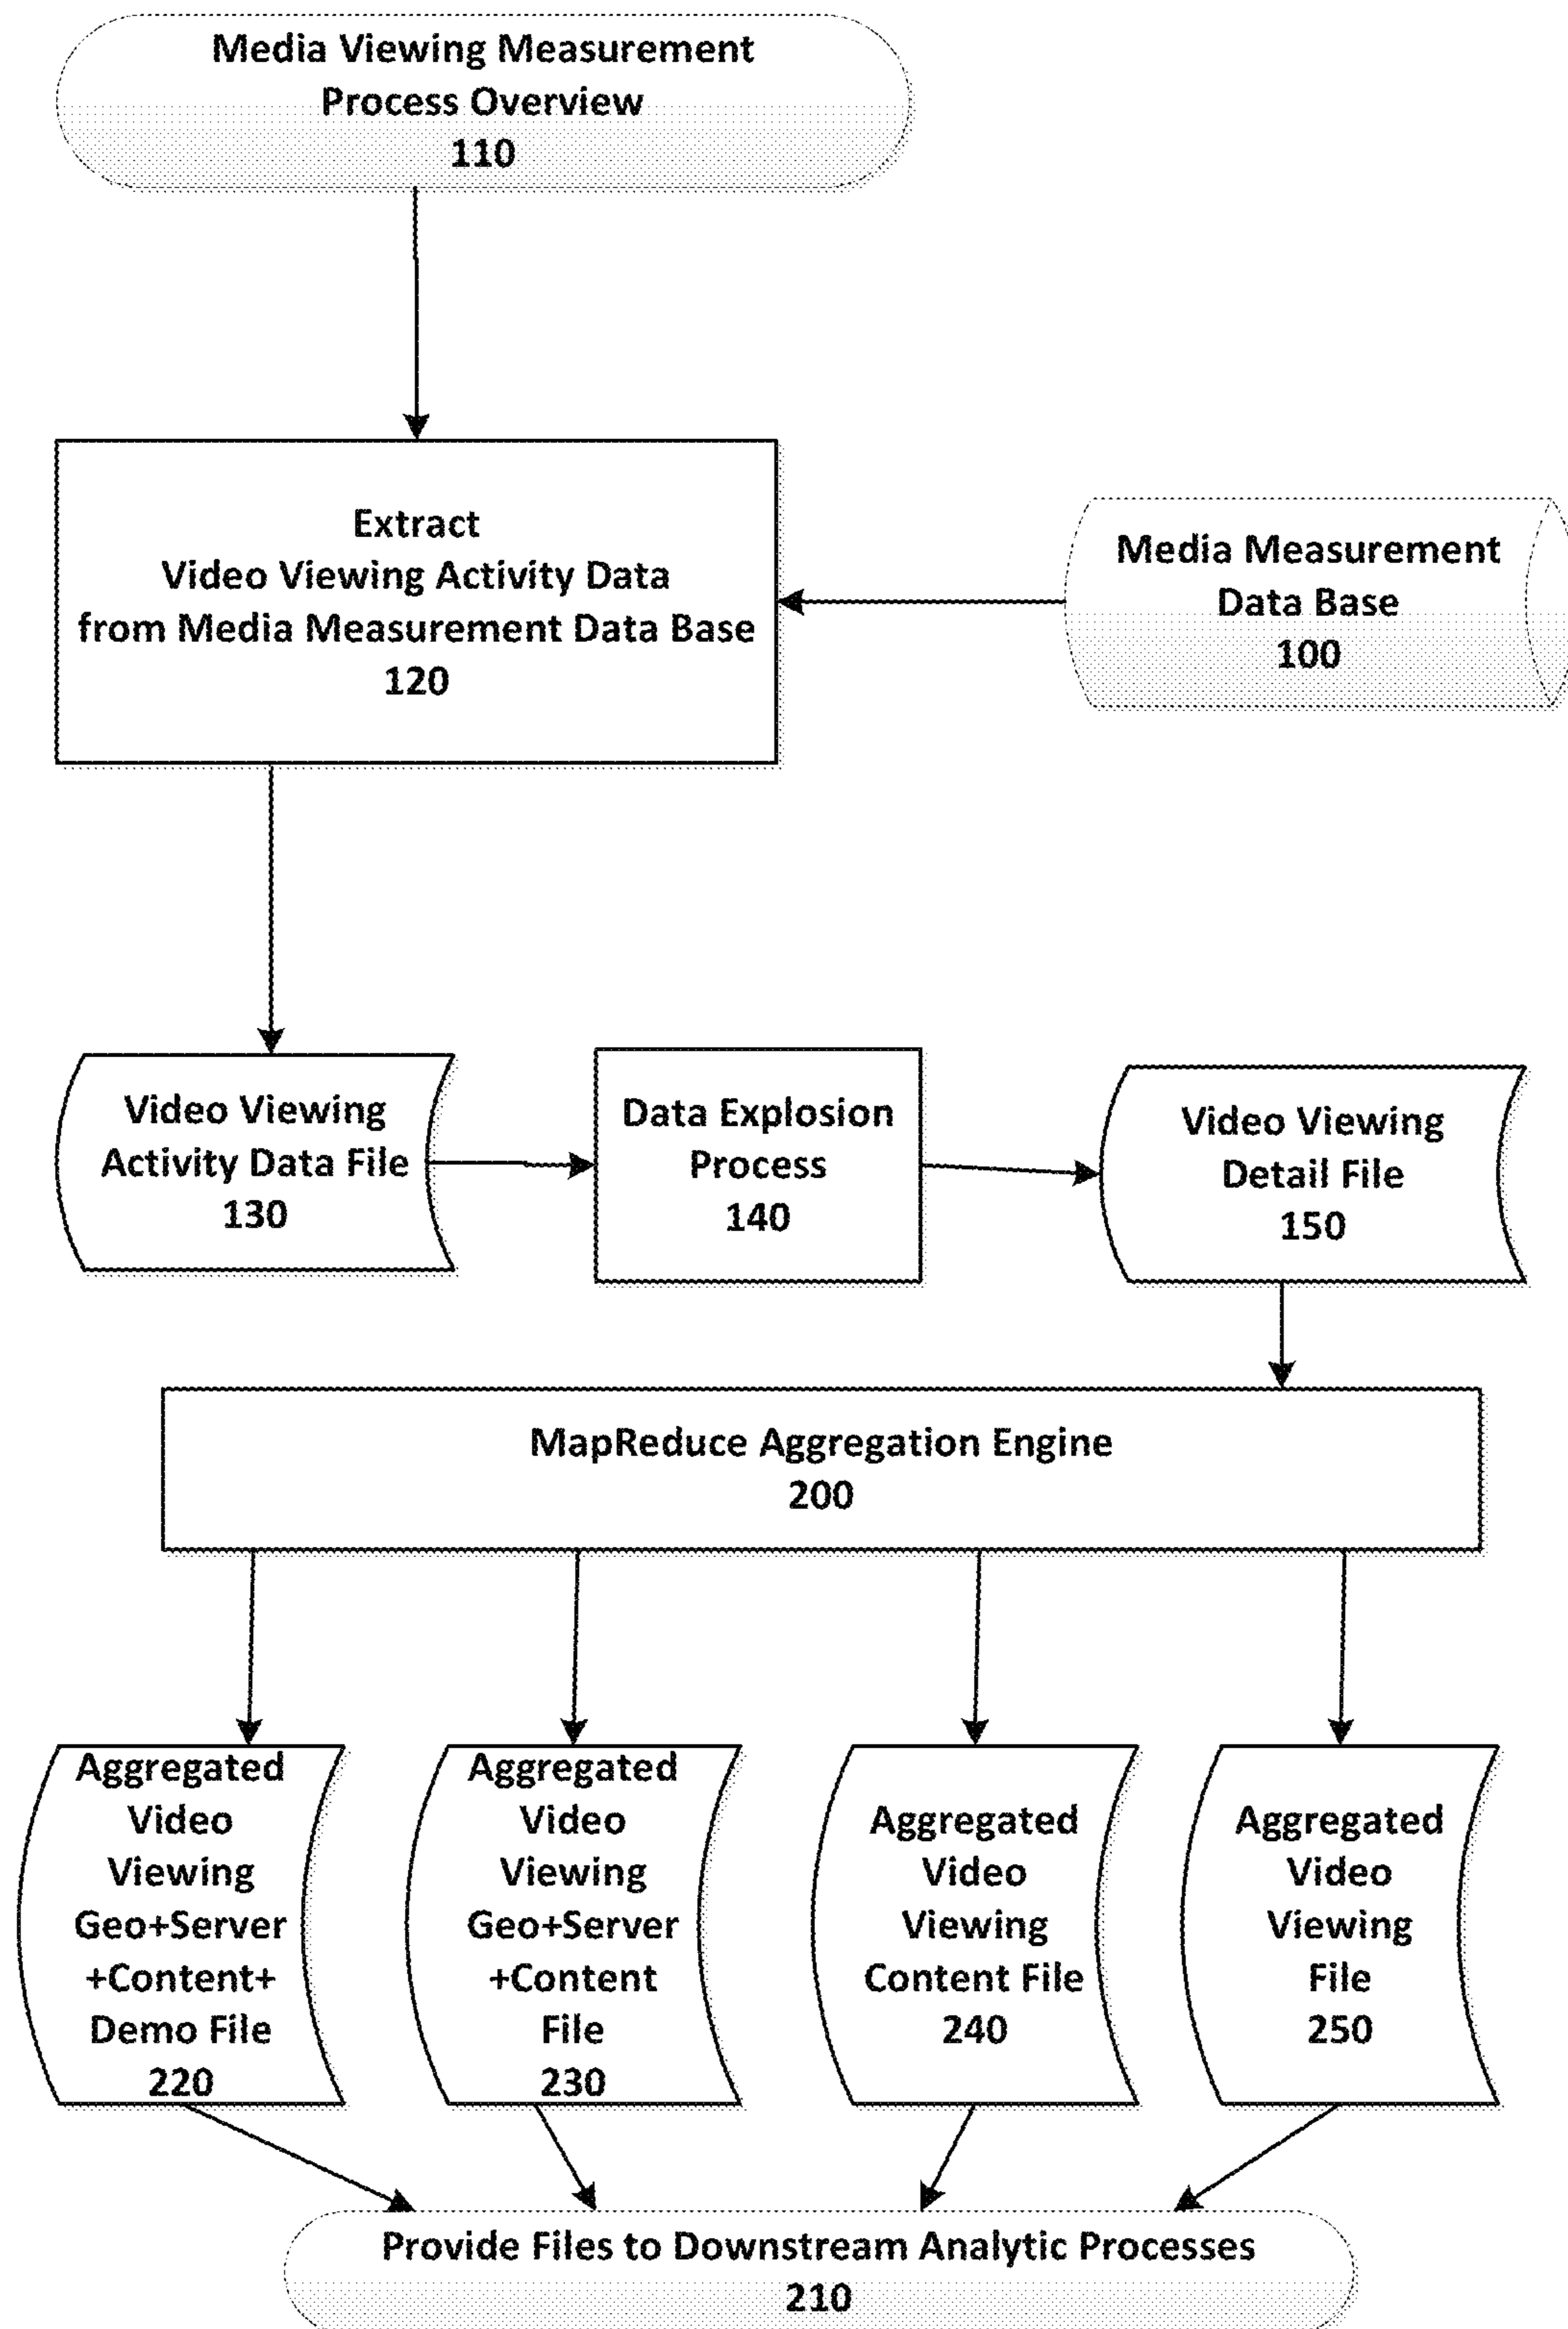 Media Viewing Measurement
Process Overview
110
Extract
Video Viewing Activity Data
from Media Measurement Data Base
120
Media Measurement
Data Base
100
Video Viewing
Activity Data File
130
Data Explosion
Process
140
Video Viewing
Detail File
150
MapReduce Aggregation Engine
200
Aggregated
Video
Viewing
Geo+Server
+Content+
Demo File
220
Aggregated
Video
Viewing
Geo+Server
+Content
File
230
Aggregated
Video
Viewing
Content File
240
Aggregated
Video
Viewing
File
250
Provide Files to Downstream Analytic Processes
210